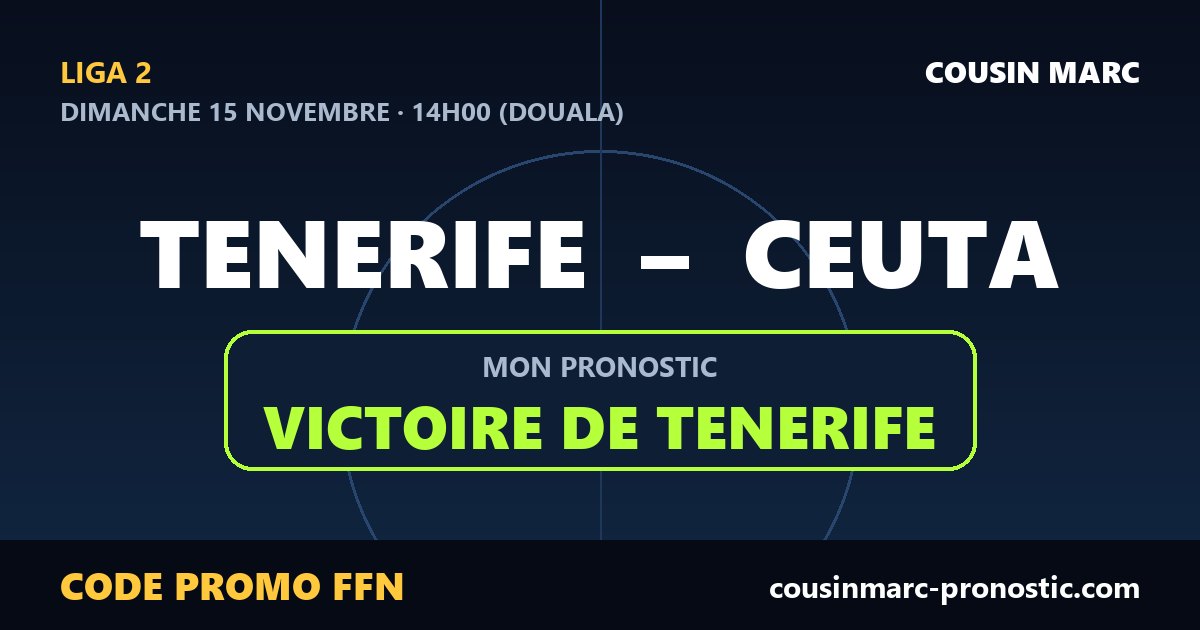 LIGA 2
COUSIN MARC
DIMANCHE 15 NOVEMBRE · 14H00 (DOUALA)
TENERIFE – CEUTA
MON PRONOSTIC
VICTOIRE DE TENERIFE
CODE PROMO FFN
cousinmarc-pronostic.com